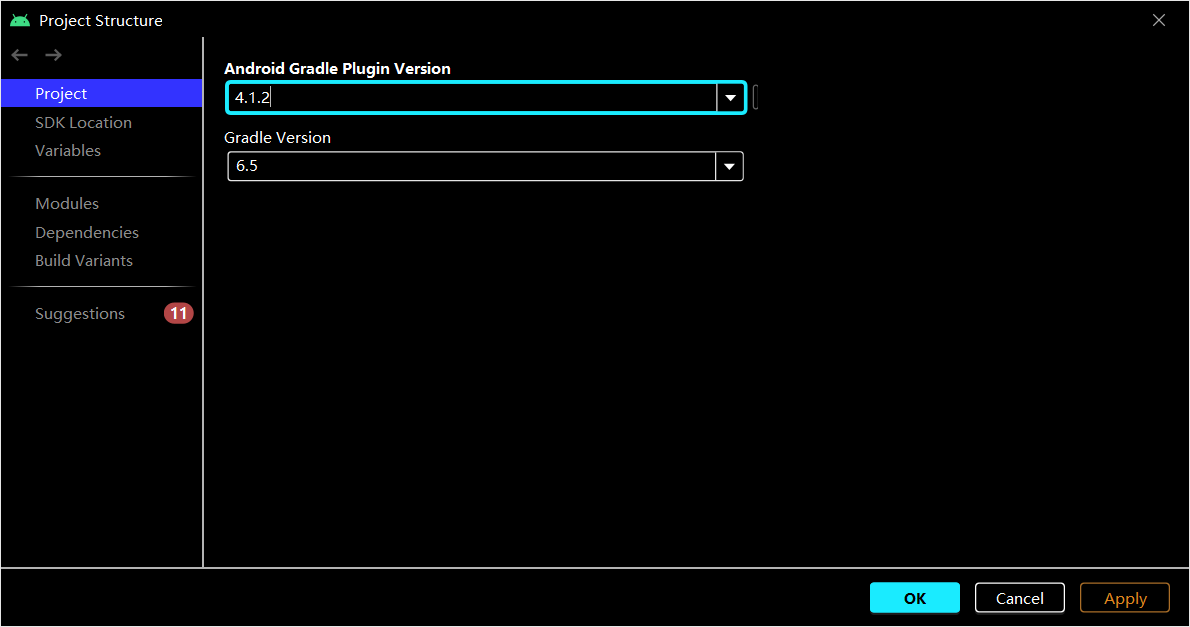 Project Structure
Project
SDK Location
Variables
Modules
Dependencies
Build Variants
Suggestions 11
Android Gradle Plugin Version
4.1.2
Gradle Version
6.5
OK Cancel Apply